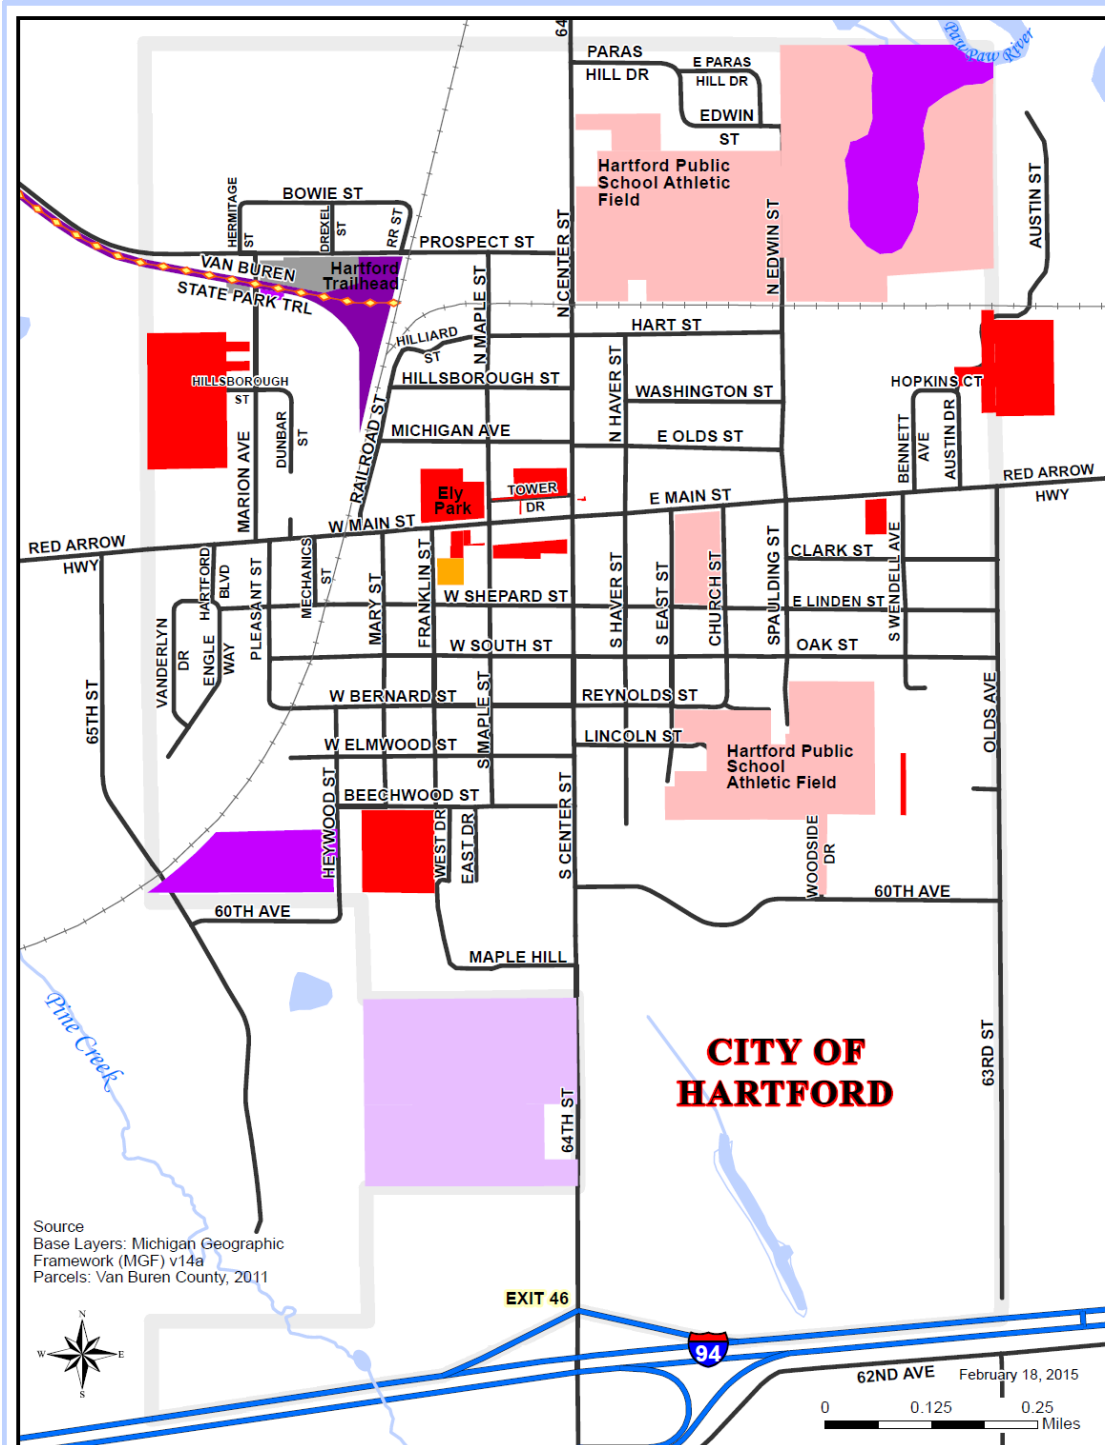 64
Paw Paw River
PARAS
HILL DR
E PARAS
HILL DR
EDWIN
ST
Hartford Public
School Athletic
Field
AUSTIN ST
HERMITAGE
ST
BOWIE ST
DREXEL
ST
RR ST
PROSPECT ST
N CENTER ST
N EDWIN ST
VAN BUREN
STATE PARK TRL
Hartford
Trailhead
N MAPLE ST
HILLIARD
ST
HART ST
HILLSBOROUGH
ST
HILLSBOROUGH ST
N HAVER ST
WASHINGTON ST
HOPKINS CT
DUNBAR
ST
RAILROAD ST
MICHIGAN AVE
E OLDS ST
BENNETT
AVE
AUSTIN DR
MARION AVE
Ely
Park
TOWER
DR
E MAIN ST
RED ARROW
HWY
W MAIN ST
RED ARROW
HWY
HARTFORD
BLVD
PLEASANT ST
MECHANICS
ST
MARY ST
FRANKLIN ST
W SHEPARD ST
S HAVER ST
S EAST ST
CHURCH ST
SPAULDING ST
CLARK ST
E LINDEN ST
S WENDELL AVE
VANDERLYN
DR
ENGLE
WAY
W SOUTH ST
OAK ST
65TH ST
W BERNARD ST
S MAPLE ST
REYNOLDS ST
OLDS AVE
W ELMWOOD ST
LINCOLN ST
Hartford Public
School
Athletic Field
HEYWOOD ST
BEECHWOOD ST
WEST DR
EAST DR
S CENTER ST
WOODSIDE
DR
60TH AVE
60TH AVE
MAPLE HILL
Pine Creek
CITY OF
HARTFORD
63RD ST
64TH ST
Source
Base Layers: Michigan Geographic
Framework (MGF) v14a
Parcels: Van Buren County, 2011
EXIT 46
N
W
E
S
94
62ND AVE
February 18, 2015
0
0.125
0.25
Miles